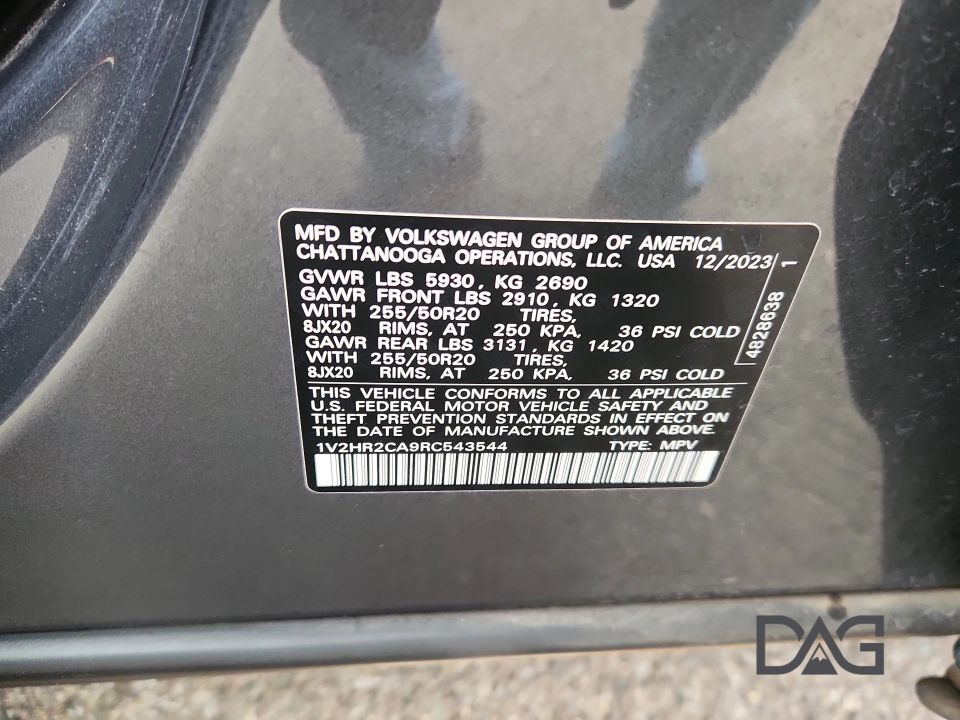 MFD BY VOLKSWAGEN GROUP OF AMERICA
CHATTANOOGA OPERATIONS, LLC. USA 12/2023
GVWR LBS 5930, KG 2690
GAWR FRONT LBS 2910, KG 1320
WITH 255/50R20 TIRES,
8JX20 RIMS, AT 250 KPA, 36 PSI COLD
GAWR REAR LBS 3131, KG 1420
WITH 255/50R20 TIRES,
8JX20 RIMS, AT 250 KPA, 36 PSI COLD
THIS VEHICLE CONFORMS TO ALL APPLICABLE
U.S. FEDERAL MOTOR VEHICLE SAFETY AND
THEFT PREVENTION STANDARDS IN EFFECT ON
THE DATE OF MANUFACTURE SHOWN ABOVE.
1V2HR2CA9RC543544 TYPE: MPV
4828638 1
DAG